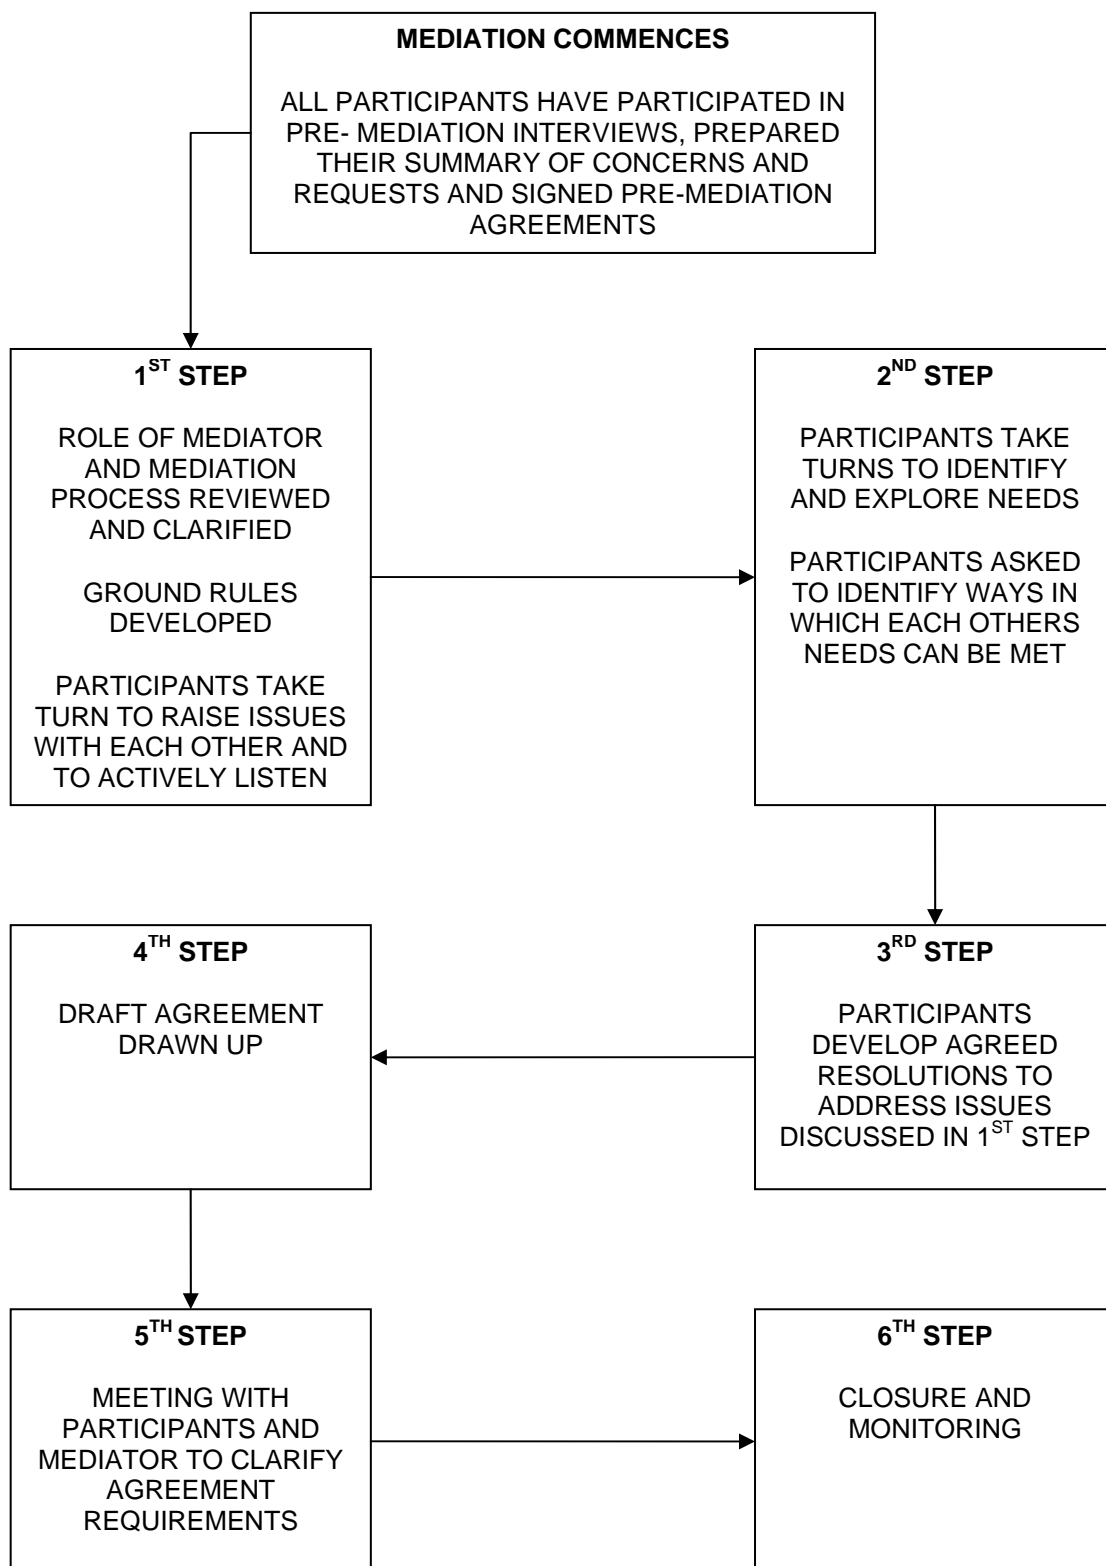 MEDIATION COMMENCES
ALL PARTICIPANTS HAVE PARTICIPATED IN
PRE- MEDIATION INTERVIEWS, PREPARED
THEIR SUMMARY OF CONCERNS AND
REQUESTS AND SIGNED PRE-MEDIATION
AGREEMENTS
1ST STEP
ROLE OF MEDIATOR
AND MEDIATION
PROCESS REVIEWED
AND CLARIFIED
GROUND RULES
DEVELOPED
PARTICIPANTS TAKE
TURN TO RAISE ISSUES
WITH EACH OTHER AND
TO ACTIVELY LISTEN
2ND STEP
PARTICIPANTS TAKE
TURNS TO IDENTIFY
AND EXPLORE NEEDS
PARTICIPANTS ASKED
TO IDENTIFY WAYS IN
WHICH EACH OTHERS
NEEDS CAN BE MET
3RD STEP
PARTICIPANTS
DEVELOP AGREED
RESOLUTIONS TO
ADDRESS ISSUES
DISCUSSED IN 1ST STEP
4TH STEP
DRAFT AGREEMENT
DRAWN UP
5TH STEP
MEETING WITH
PARTICIPANTS AND
MEDIATOR TO CLARIFY
AGREEMENT
REQUIREMENTS
6TH STEP
CLOSURE AND
MONITORING